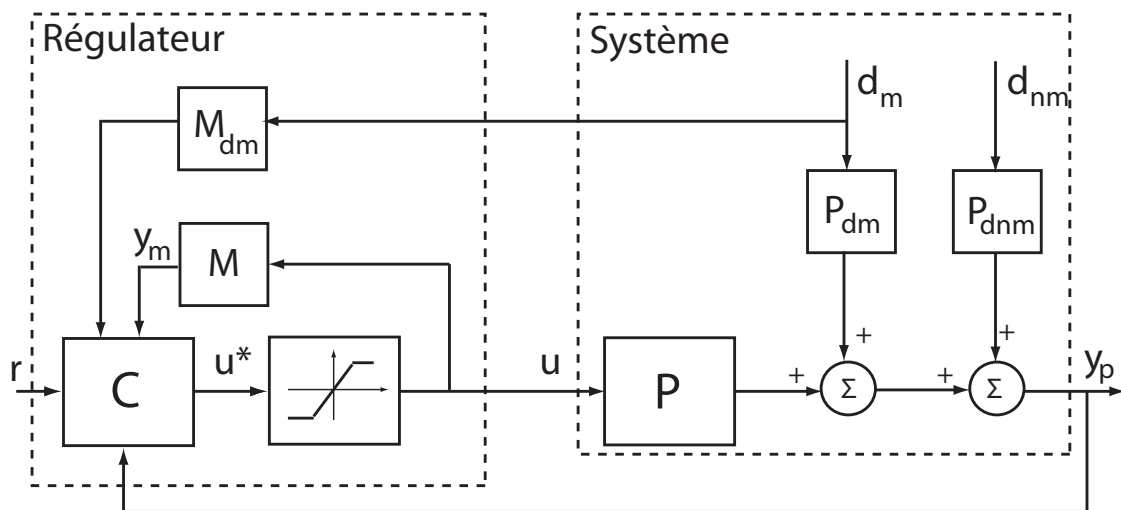 Régulateur
Système
d_m
d_nm
M_dm
P_dm
P_dnm
y_m
M
+
+
r
C
u*
u
P
+
Σ
+
Σ
y_p